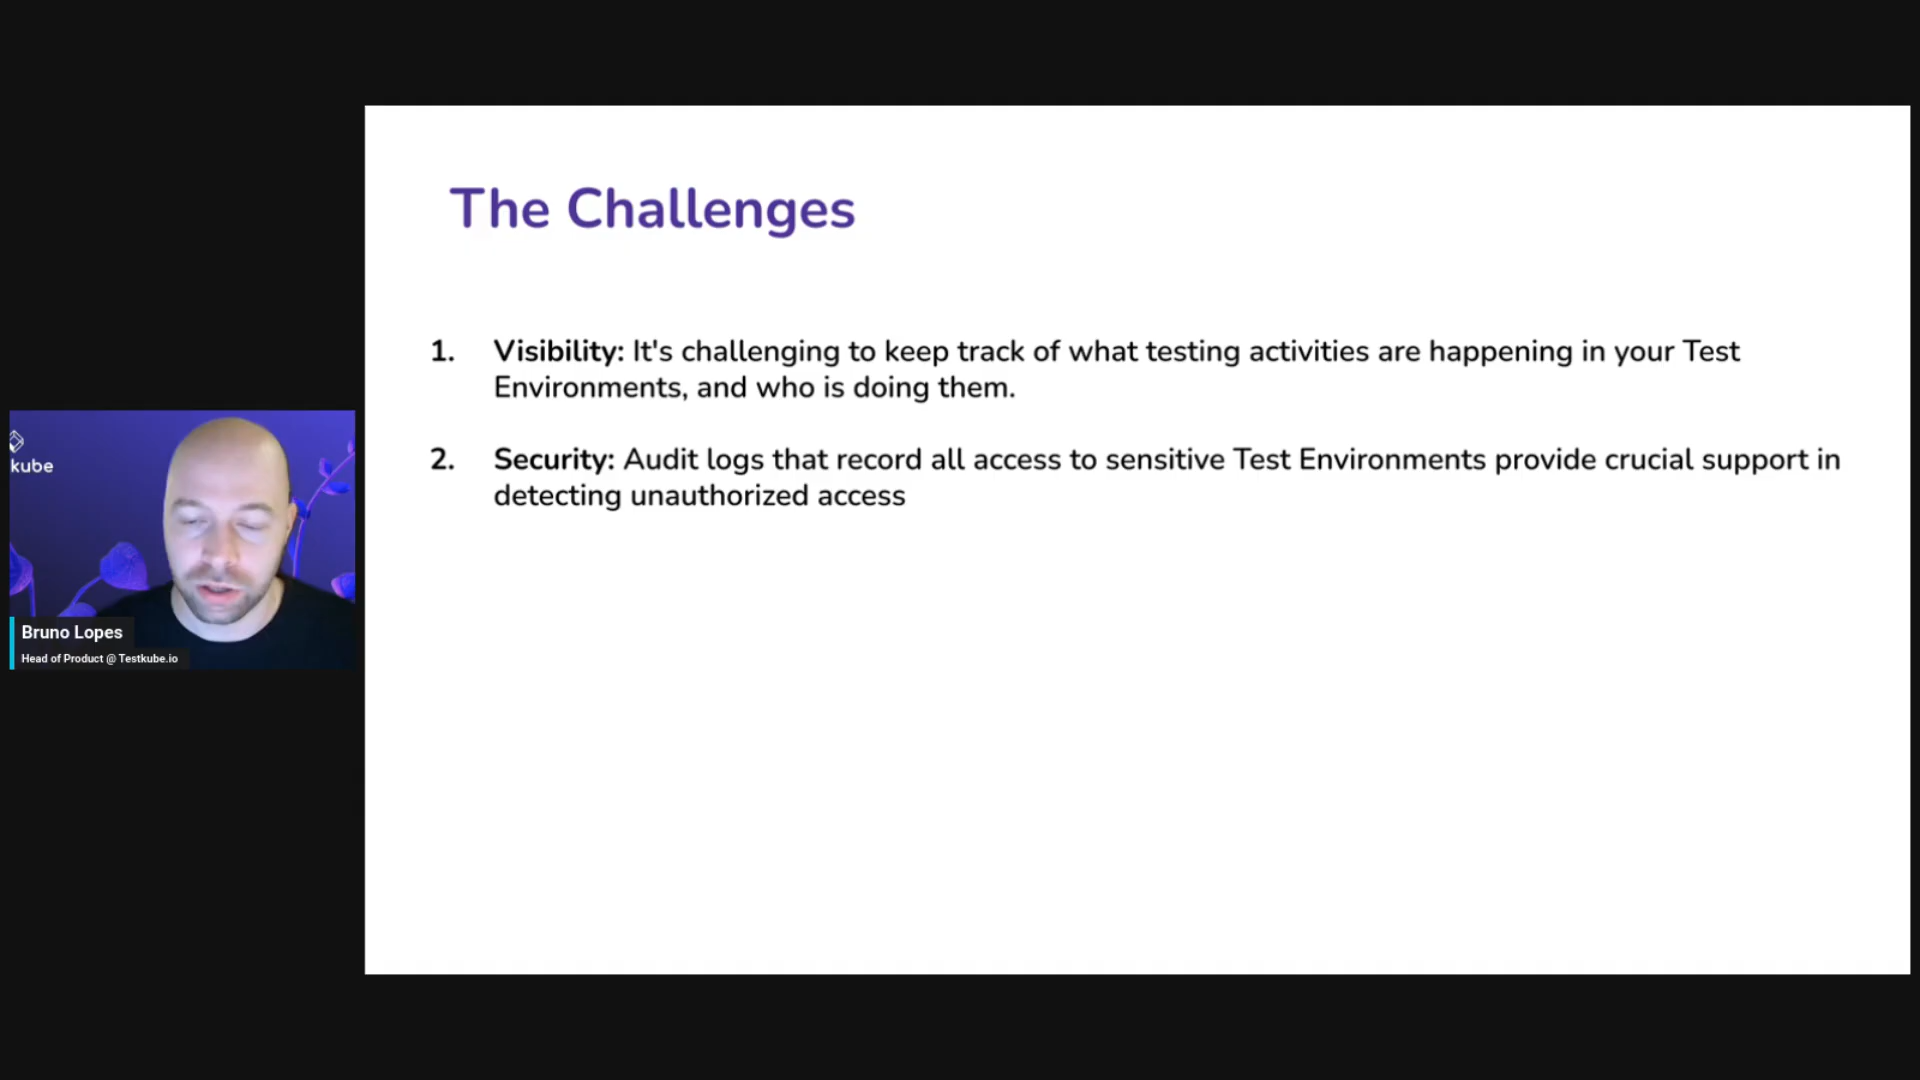 The Challenges
1. Visibility: It's challenging to keep track of what testing activities are happening in your Test
Environments, and who is doing them.
2. Security: Audit logs that record all access to sensitive Test Environments provide crucial support in
detecting unauthorized access
kube
Bruno Lopes
Head of Product @ Testkube.io